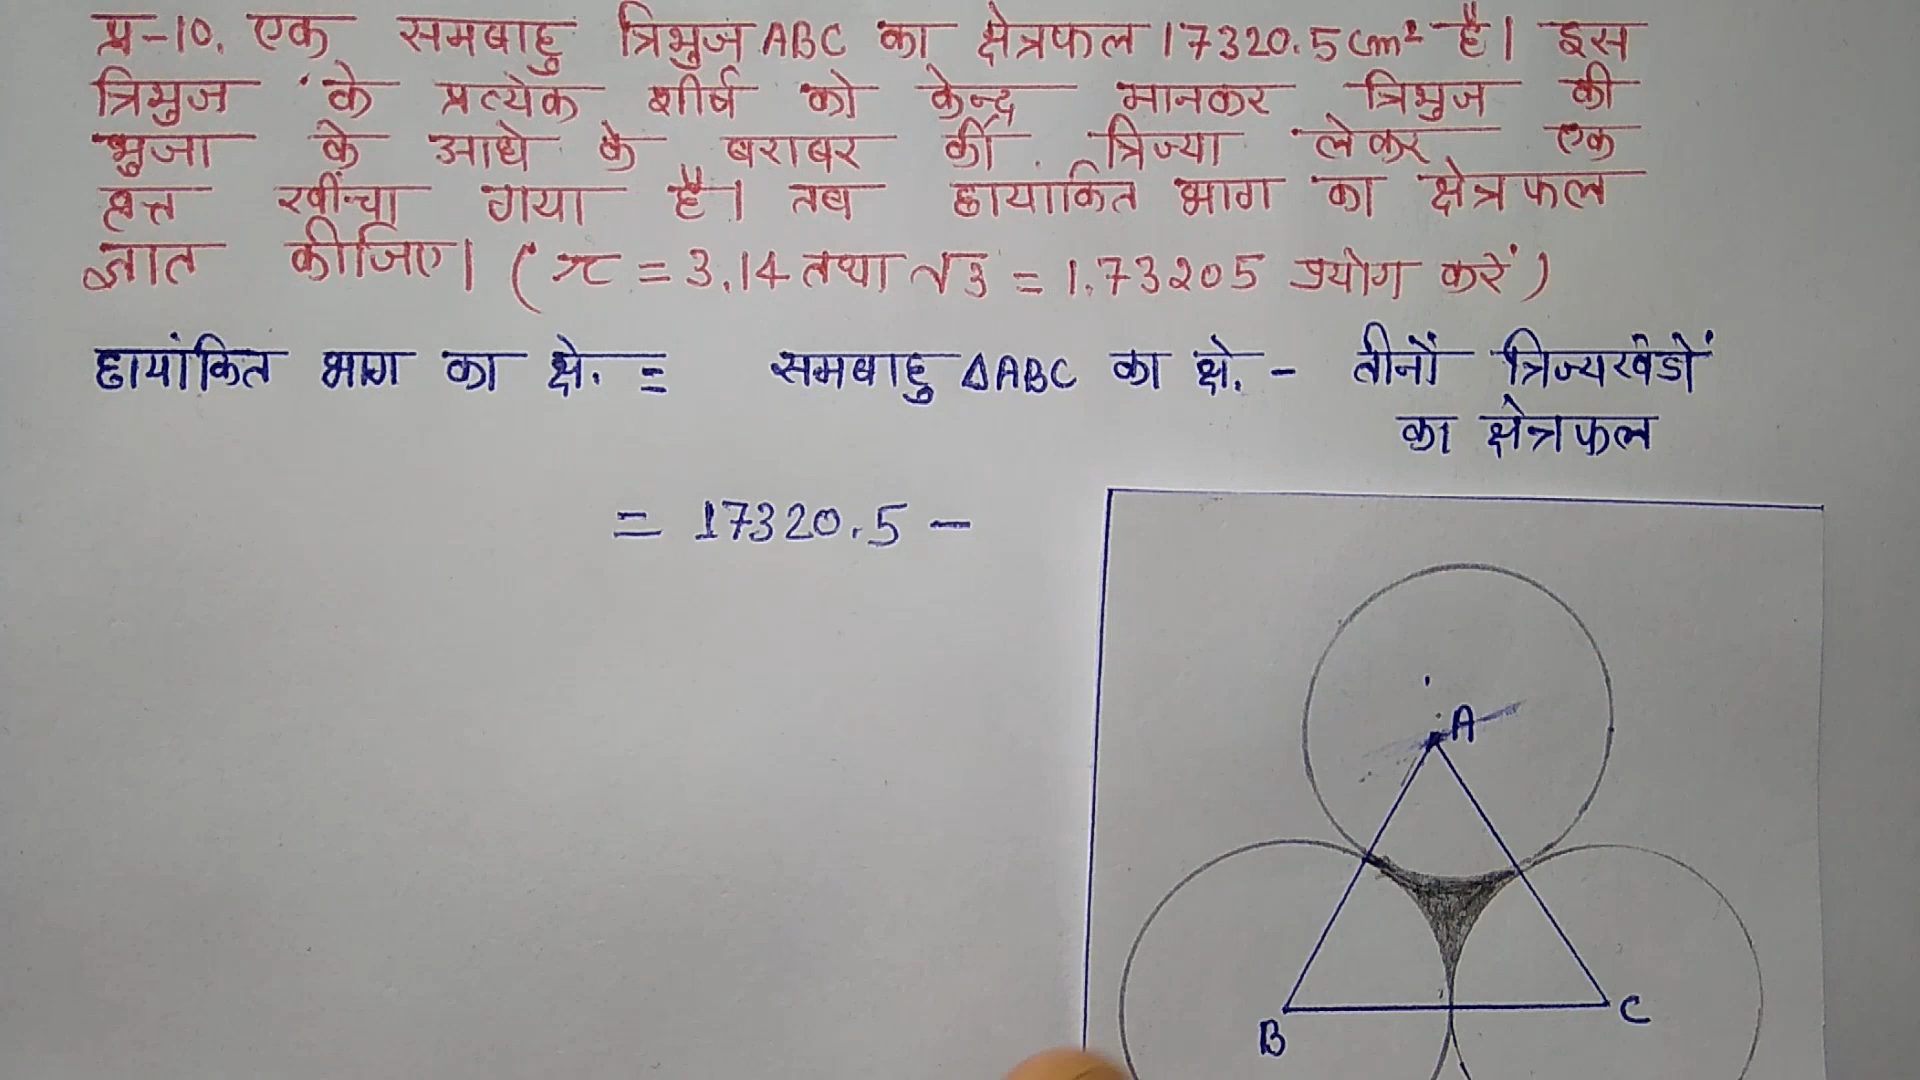 प्र-10. एक समबाहु त्रिभुज ABC का क्षेत्रफल 17320.5 cm² है। इस
त्रिभुज के प्रत्येक शीर्ष को केन्द्र मानकर त्रिभुज की
भुजा के आधे के बराबर की त्रिज्या लेकर एक
वृत्त खींचा गया है। तब छायांकित भाग का क्षेत्रफल
ज्ञात कीजिए। (π = 3.14 तथा √3 = 1.73205 प्रयोग करें)
छायांकित भाग का क्षे. = समबाहु ΔABC का क्षे. - तीनों त्रिज्यखंडों
का क्षेत्रफल
= 17320.5 -
A
B
C